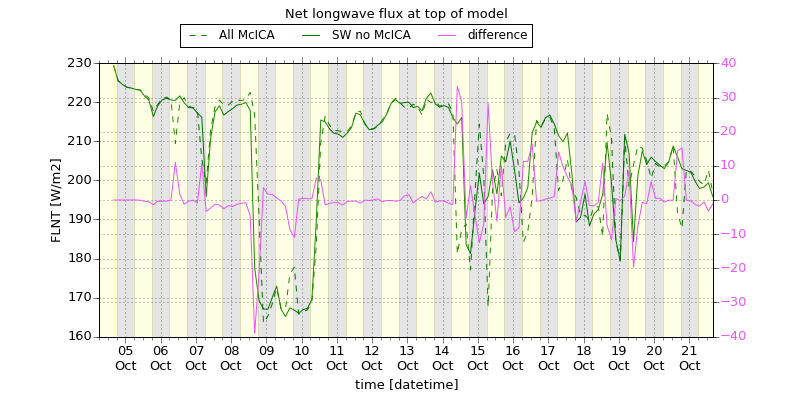 Net longwave flux at top of model
All McICA
SW no McICA
difference
FLNT [W/m2]
230
220
210
200
190
180
170
160
40
30
20
10
0
−10
−20
−30
−40
05 Oct
06 Oct
07 Oct
08 Oct
09 Oct
10 Oct
11 Oct
12 Oct
13 Oct
14 Oct
15 Oct
16 Oct
17 Oct
18 Oct
19 Oct
20 Oct
21 Oct
time [datetime]